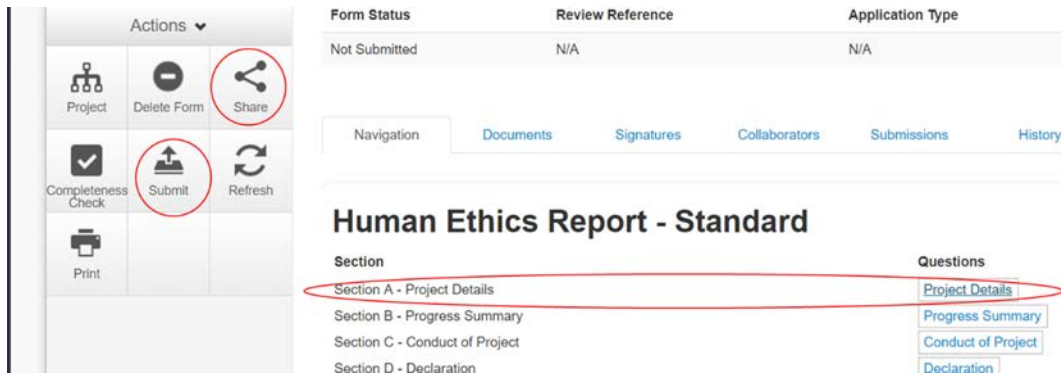 Actions
Project
Delete Form
Share
Completeness
Check
Submit
Refresh
Print
Form Status Review Reference Application Type
Not Submitted N/A N/A
Navigation Documents Signatures Collaborators Submissions History
Human Ethics Report - Standard
Section Questions
Section A - Project Details Project Details
Section B - Progress Summary Progress Summary
Section C - Conduct of Project Conduct of Project
Section D - Declaration Declaration